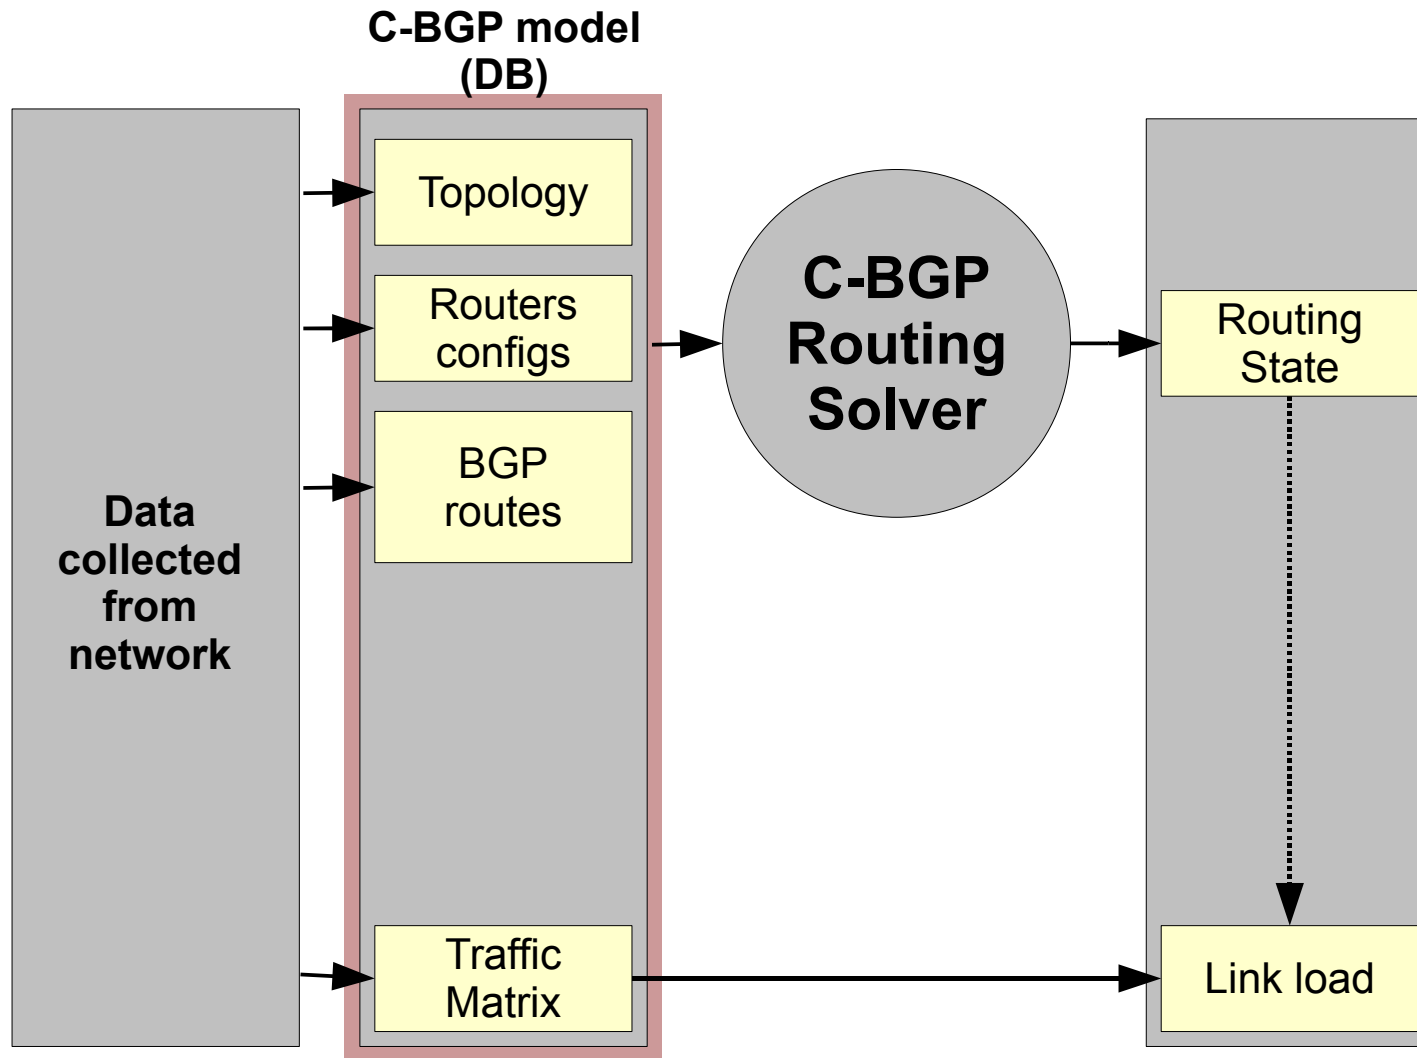 C-BGP model
(DB)
Data
collected
from
network
Topology
Routers
configs
BGP
routes
Traffic
Matrix
C-BGP
Routing
Solver
Routing
State
Link load